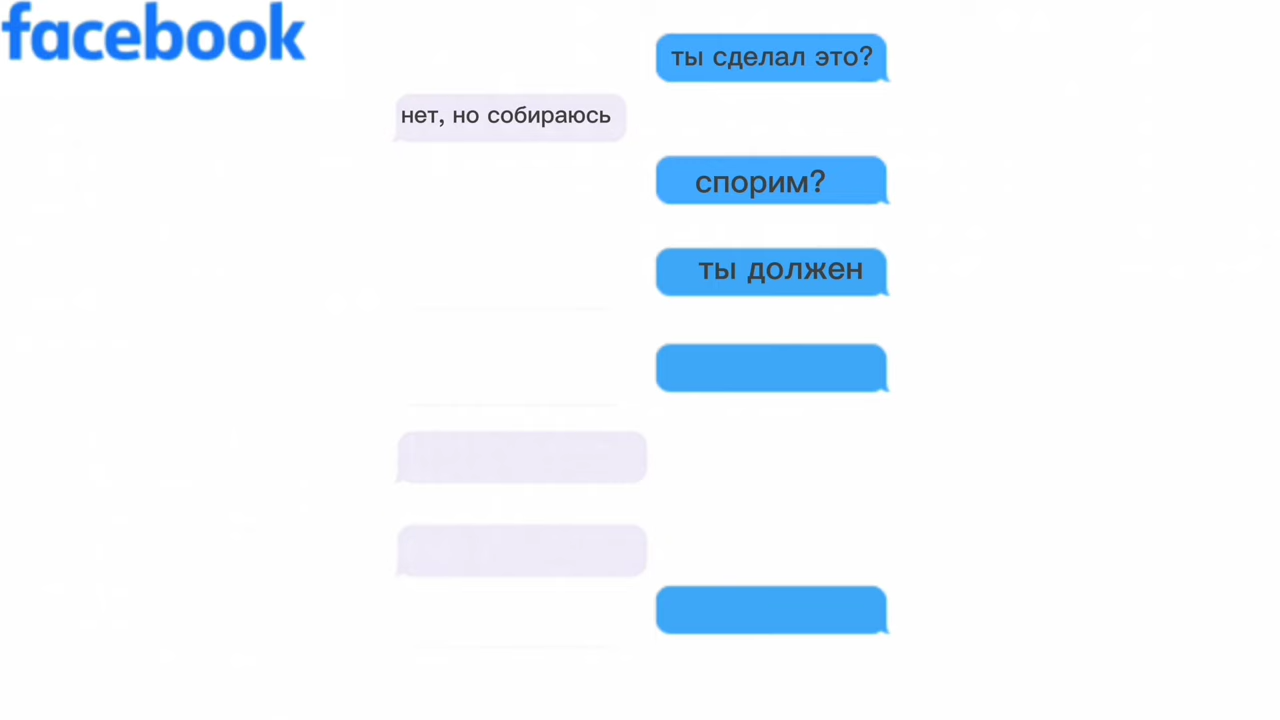 facebook
ты сделал это?
нет, но собираюсь
спорим?
ты должен